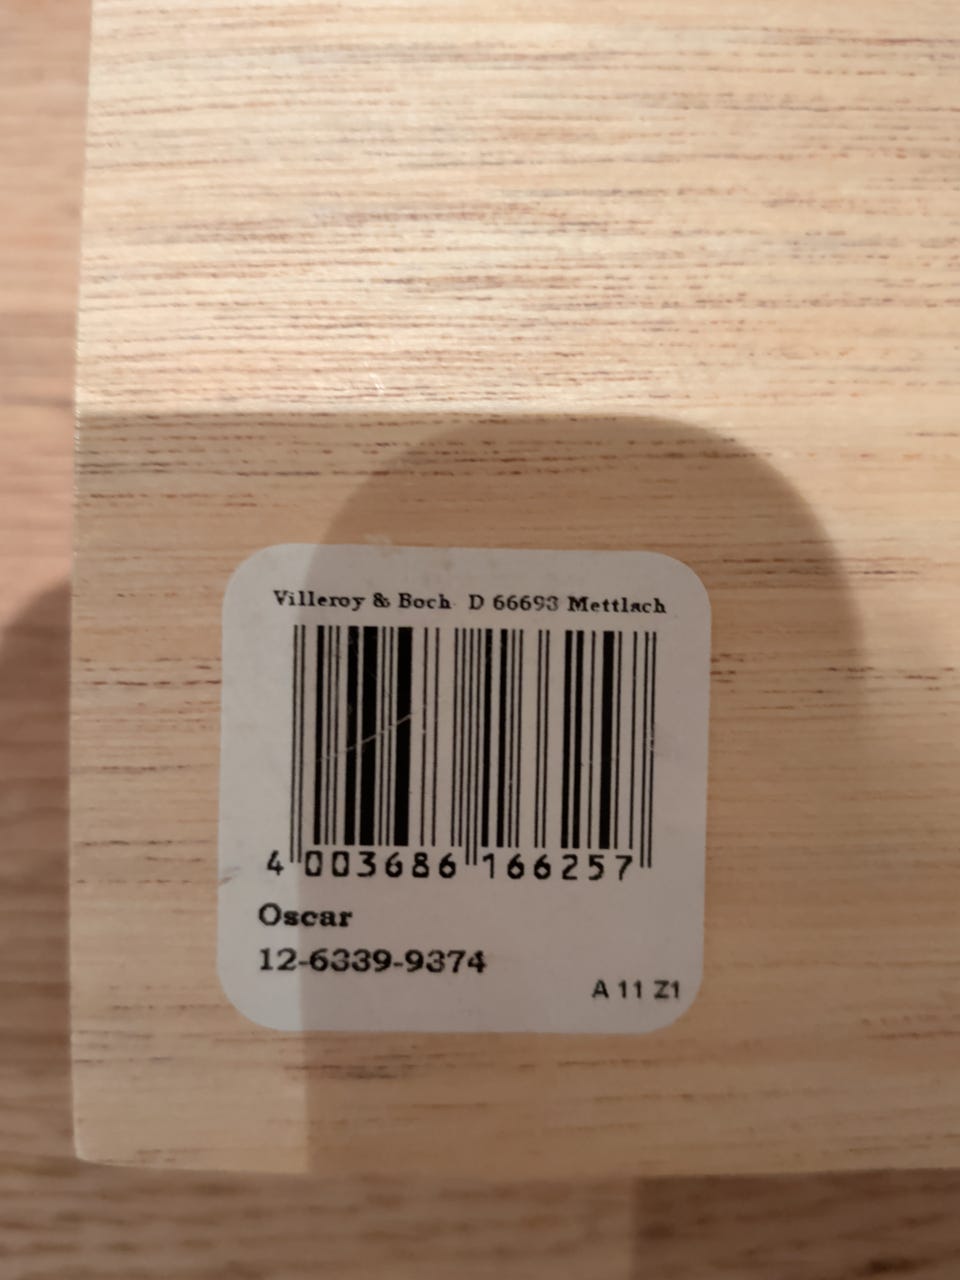 Villeroy & Boch D 66693 Mettlach
4 003686 166257
Oscar
12-6339-9374
A 11 Z1